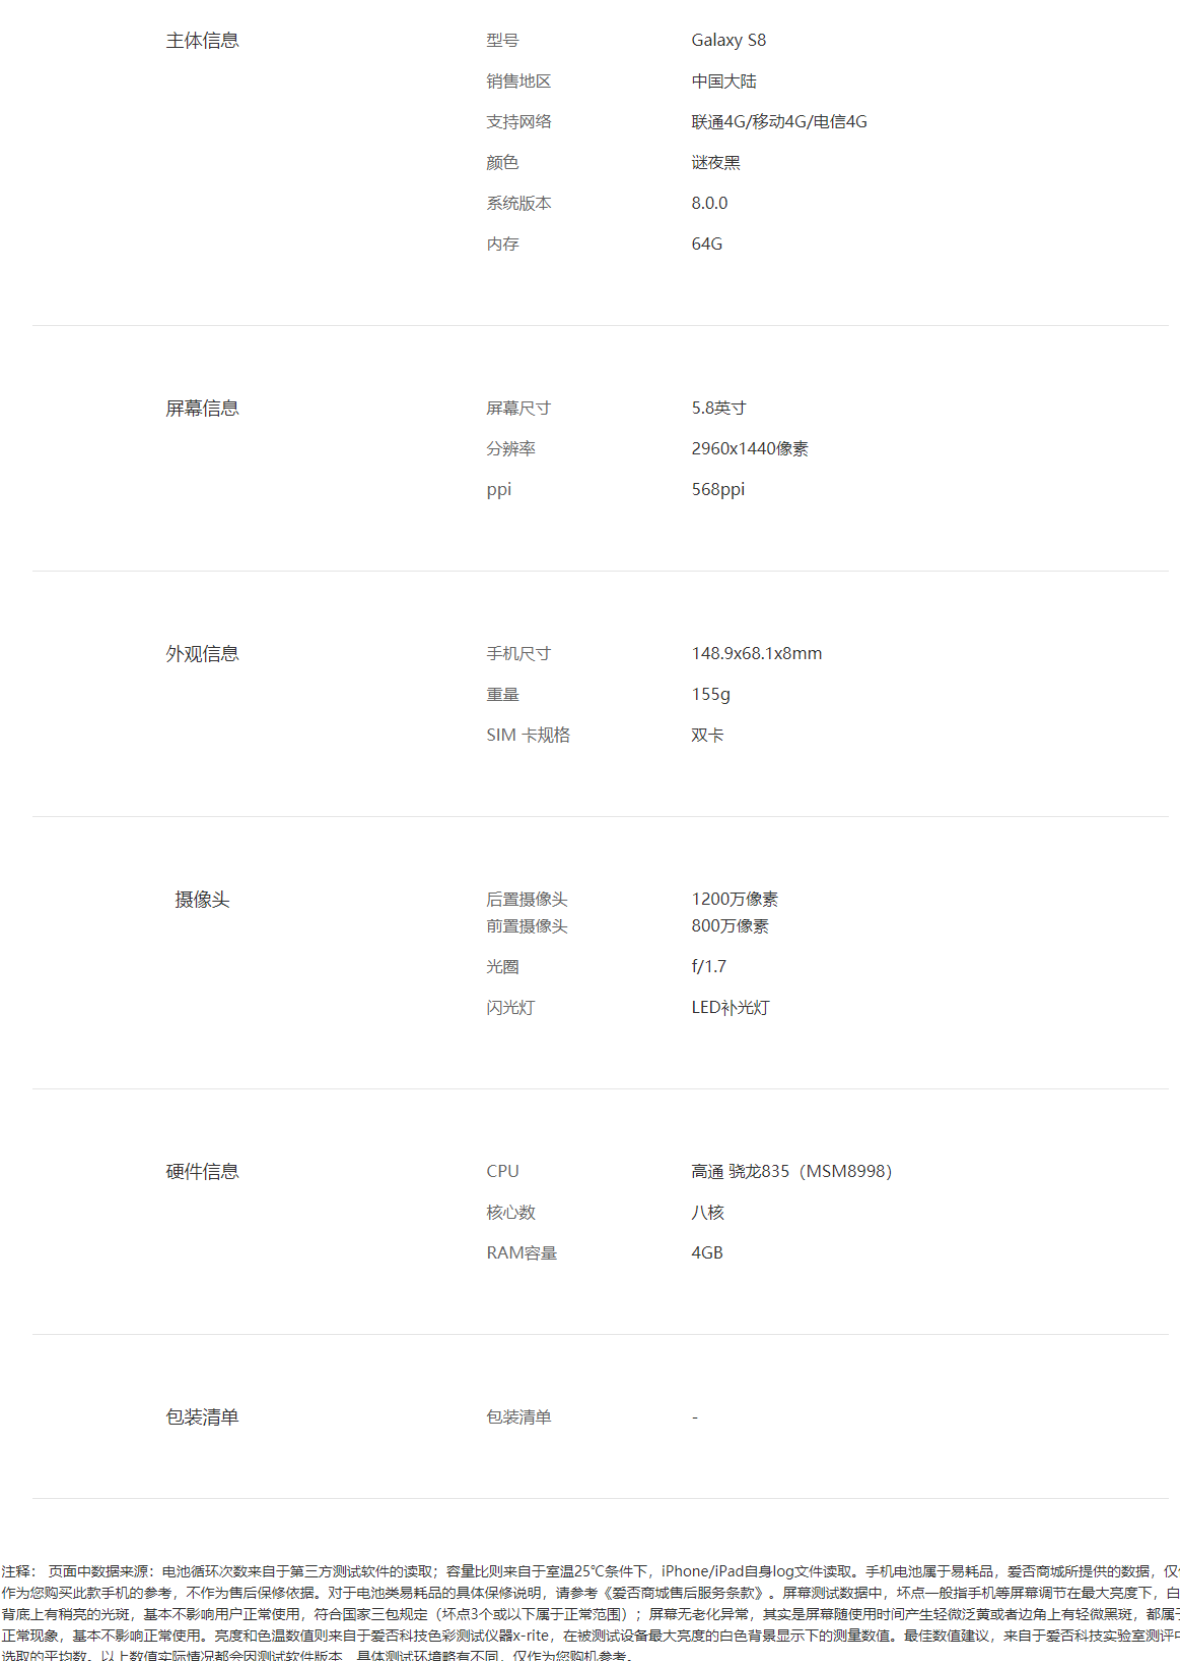 主体信息 型号 Galaxy S8
销售地区 中国大陆
支持网络 联通4G/移动4G/电信4G
颜色 谜夜黑
系统版本 8.0.0
内存 64G
屏幕信息 屏幕尺寸 5.8英寸
分辨率 2960x1440像素
ppi 568ppi
外观信息 手机尺寸 148.9x68.1x8mm
重量 155g
SIM 卡规格 双卡
摄像头 后置摄像头 1200万像素
前置摄像头 800万像素
光圈 f/1.7
闪光灯 LED补光灯
硬件信息 CPU 高通 骁龙835（MSM8998）
核心数 八核
RAM容量 4GB
包装清单 包装清单 -
注释： 页面中数据来源：电池循环次数来自于第三方测试软件的读取；容量比则来自于室温25℃条件下，iPhone/iPad自身log文件读取。手机电池属于易耗品，爱否商城所提供的数据，仅
作为您购买此款手机的参考，不作为售后保修依据。对于电池类易耗品的具体保修说明，请参考《爱否商城售后服务条款》。屏幕测试数据中，坏点一般指手机等屏幕调节在最大亮度下，白
背底上有稍亮的光斑，基本不影响用户正常使用，符合国家三包规定（坏点3个或以下属于正常范围）；屏幕无老化异常，其实是屏幕随使用时间产生轻微泛黄或者边角上有轻微黑斑，都属于
正常现象，基本不影响正常使用。亮度和色温数值则来自于爱否科技色彩测试仪器x-rite，在被测试设备最大亮度的白色背景显示下的测量数值。最佳数值建议，来自于爱否科技实验室测评中
选取的平均数。以上数值实际情况都会因测试软件版本、具体测试环境略有不同，仅作为您购机参考。